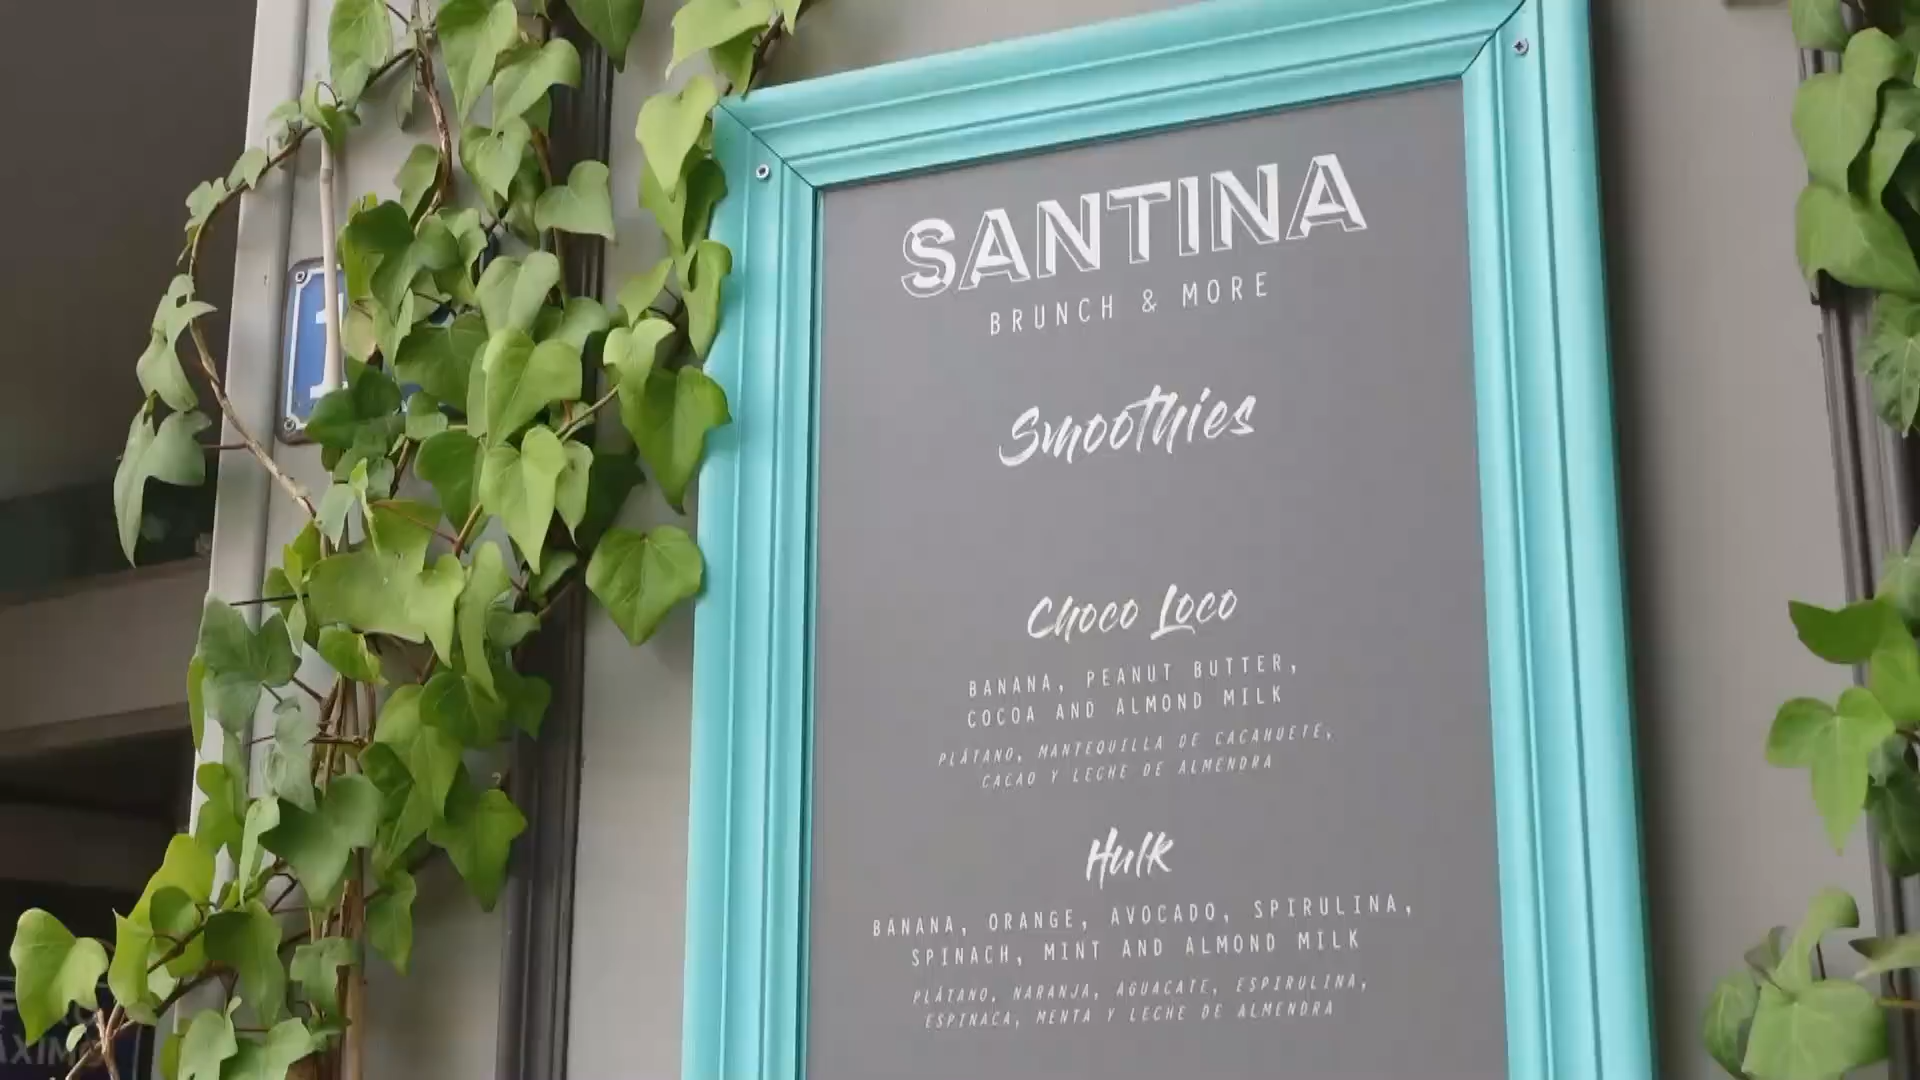 SANTINA
BRUNCH & MORE
Smoothies
Choco Loco
BANANA, PEANUT BUTTER,
COCOA AND ALMOND MILK
PLÁTANO, MANTEQUILLA DE CACAHUETE,
CACAO Y LECHE DE ALMENDRA
Hulk
BANANA, ORANGE, AVOCADO, SPIRULINA,
SPINACH, MINT AND ALMOND MILK
PLÁTANO, NARANJA, AGUACATE, ESPIRULINA,
ESPINACA, MENTA Y LECHE DE ALMENDRA